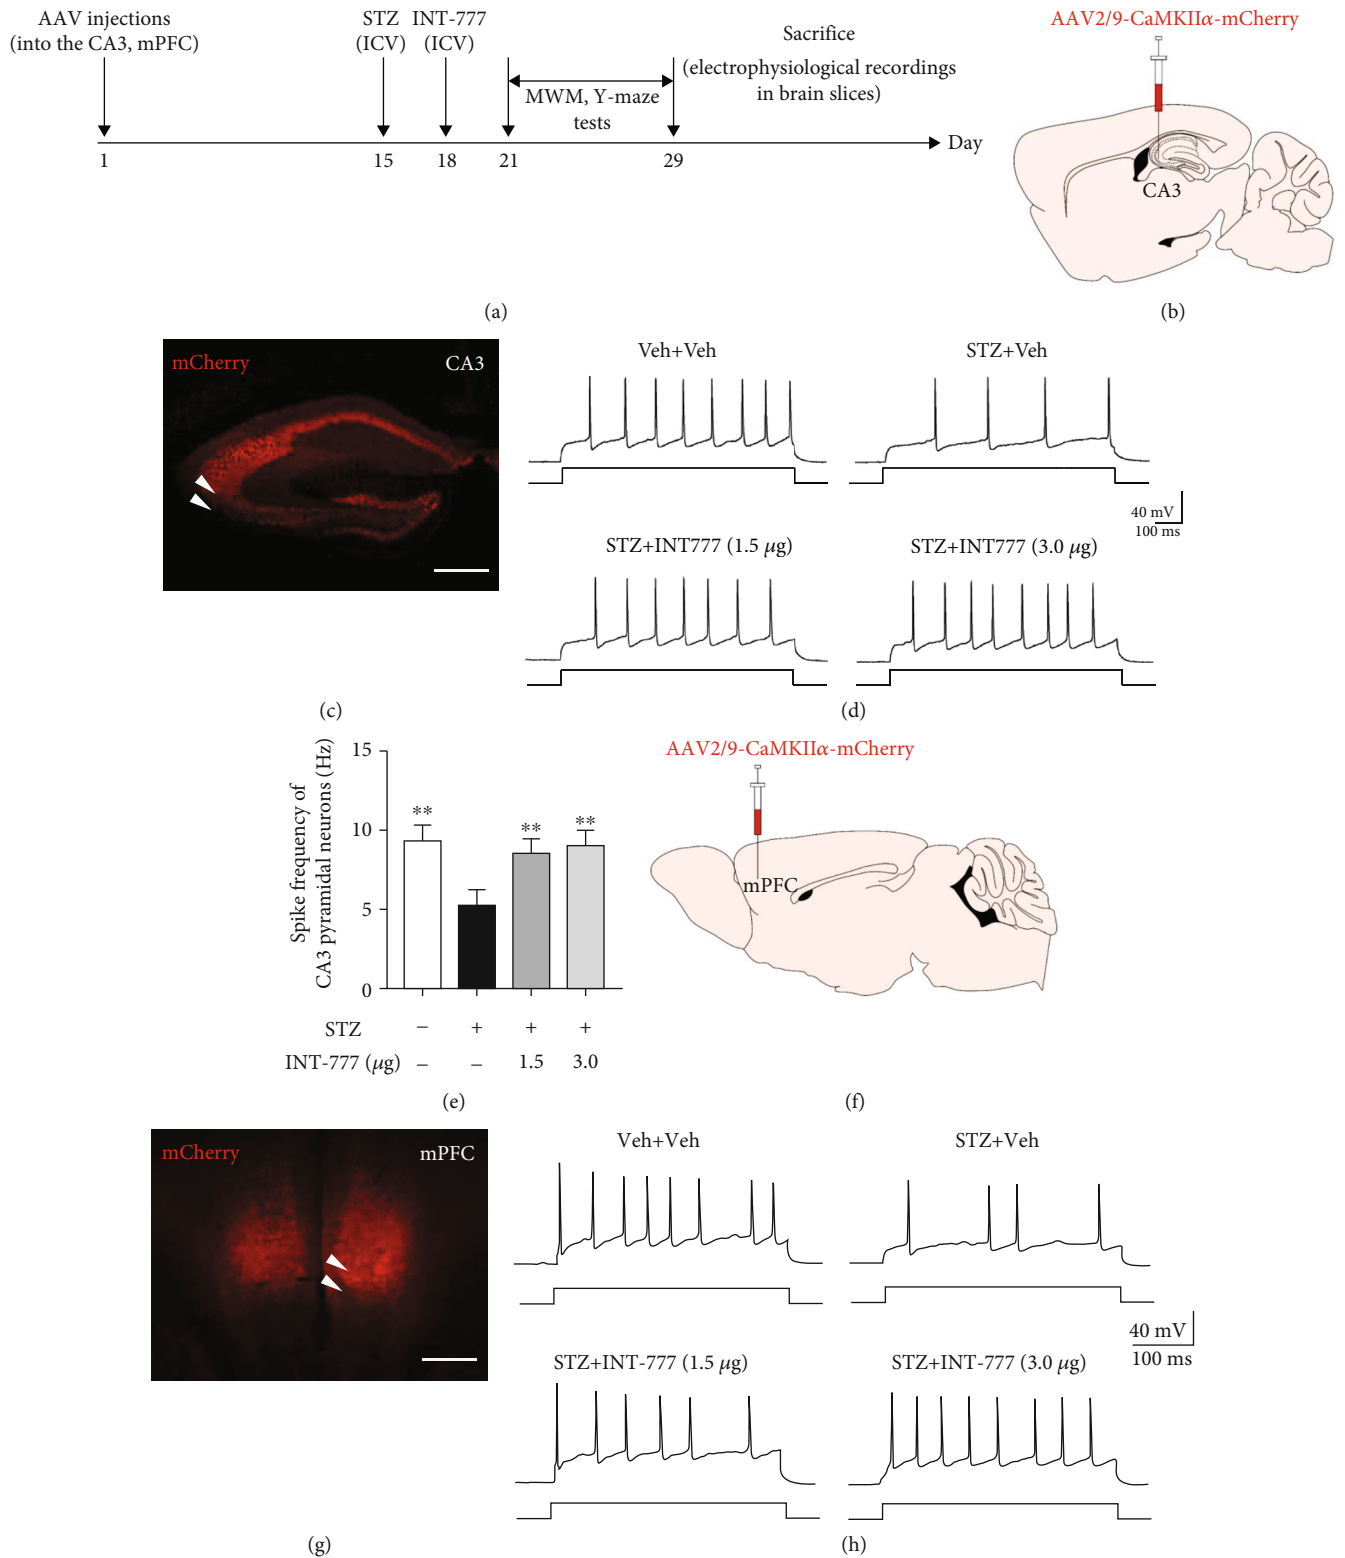 AAV injections
(into the CA3, mPFC)
STZ
(ICV)
INT-777
(ICV)
MWM, Y-maze
tests
Sacrifice
(electrophysiological recordings
in brain slices)
1
15
18
21
29
Day
(a)
AAV2/9-CaMKIIα-mCherry
CA3
(b)
mCherry
CA3
(c)
Veh+Veh
STZ+Veh
40 mV
100 ms
STZ+INT777 (1.5 μg)
STZ+INT777 (3.0 μg)
(d)
Spike frequency of
CA3 pyramidal neurons (Hz)
15
10
5
0
**
**
**
STZ − + + +
INT-777 (μg) − − 1.5 3.0
(e)
AAV2/9-CaMKIIα-mCherry
mPFC
(f)
mCherry
mPFC
(g)
Veh+Veh
STZ+Veh
40 mV
100 ms
STZ+INT-777 (1.5 μg)
STZ+INT-777 (3.0 μg)
(h)